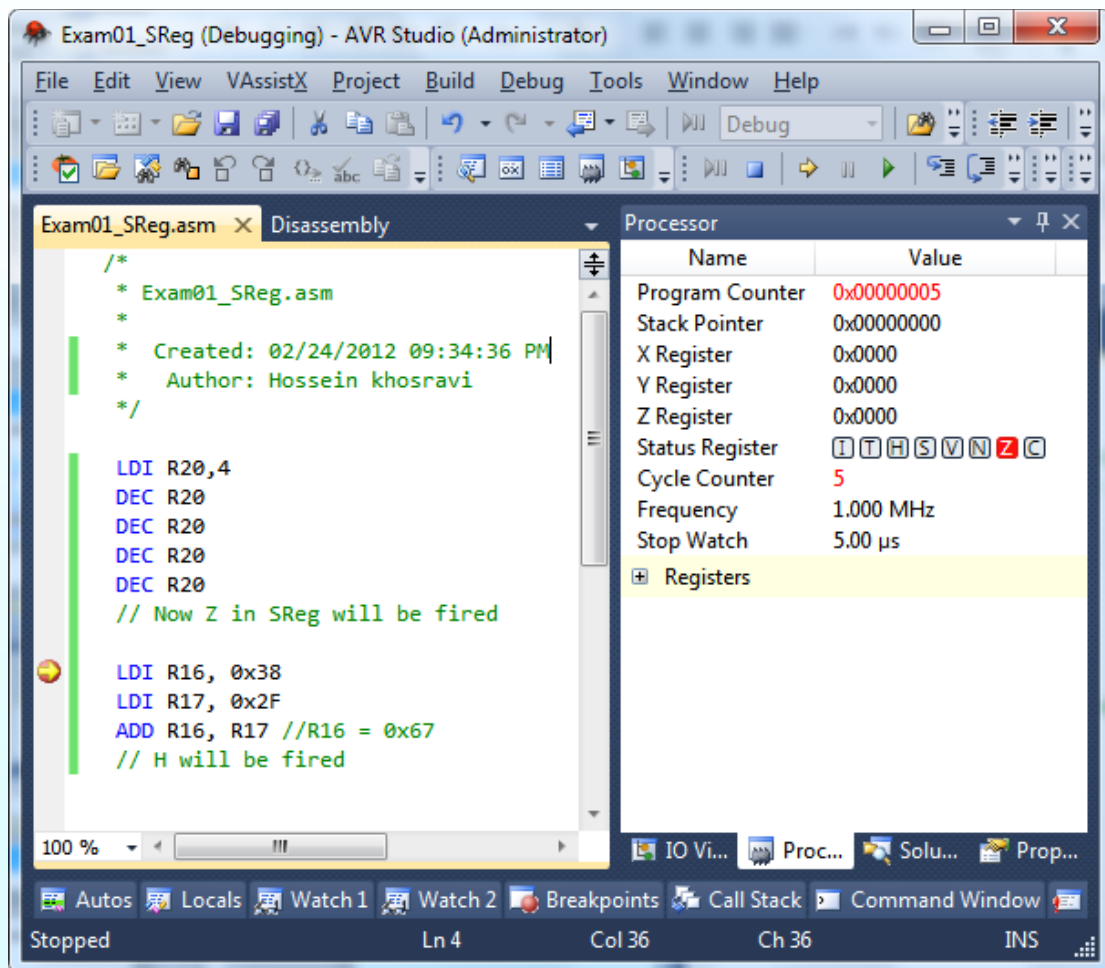 Exam01_SReg (Debugging) - AVR Studio (Administrator)
File Edit View VAssistX Project Build Debug Tools Window Help
Debug
abc
Exam01_SReg.asm Disassembly
/*
* Exam01_SReg.asm
*
* Created: 02/24/2012 09:34:36 PM
* Author: Hossein khosravi
*/
LDI R20,4
DEC R20
DEC R20
DEC R20
DEC R20
// Now Z in SReg will be fired
LDI R16, 0x38
LDI R17, 0x2F
ADD R16, R17 //R16 = 0x67
// H will be fired
100 %
Processor
Name Value
Program Counter 0x00000005
Stack Pointer 0x00000000
X Register 0x0000
Y Register 0x0000
Z Register 0x0000
Status Register I T H S V N Z C
Cycle Counter 5
Frequency 1.000 MHz
Stop Watch 5.00 µs
Registers
IO Vi... Proc... Solu... Prop...
Autos Locals Watch 1 Watch 2 Breakpoints Call Stack Command Window
Stopped Ln 4 Col 36 Ch 36 INS